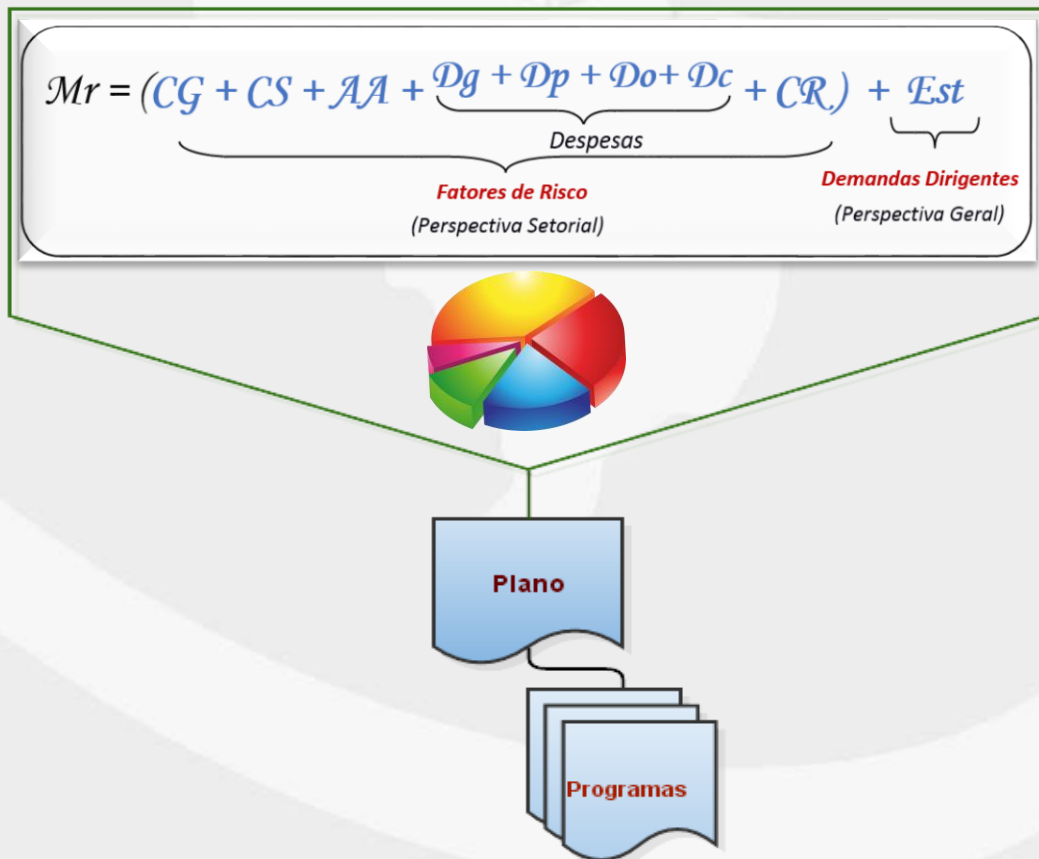 Mr = (CG + CS + AA + Dg + Dp + Do+ Dc + CR) + Est
Despesas
Fatores de Risco
(Perspectiva Setorial)
Demandas Dirigentes
(Perspectiva Geral)
Plano
Programas